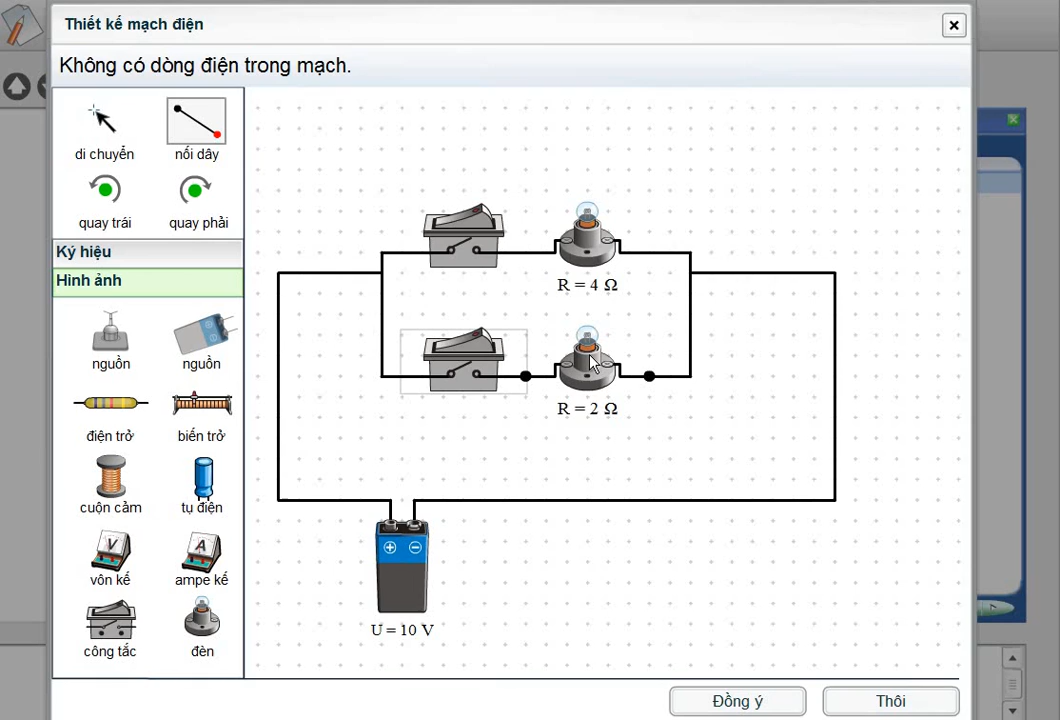 Thiết kế mạch điện
Không có dòng điện trong mạch.
di chuyển
nối dây
quay trái
quay phải
Ký hiệu
Hình ảnh
nguồn
nguồn
điện trở
biến trở
cuộn cảm
tụ điện
V
A
vôn kế
ampe kế
công tắc
đèn
R = 4 Ω
R = 2 Ω
U = 10 V
Đồng ý
Thôi